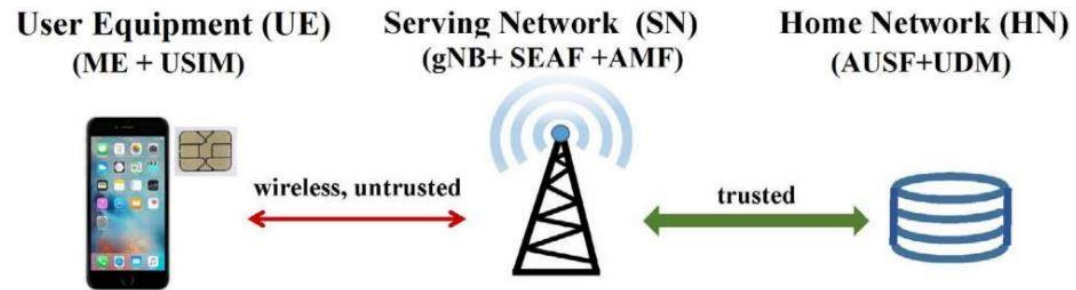 User Equipment (UE)
(ME + USIM)
Serving Network (SN)
(gNB+ SEAF +AMF)
Home Network (HN)
(AUSF+UDM)
wireless, untrusted
trusted